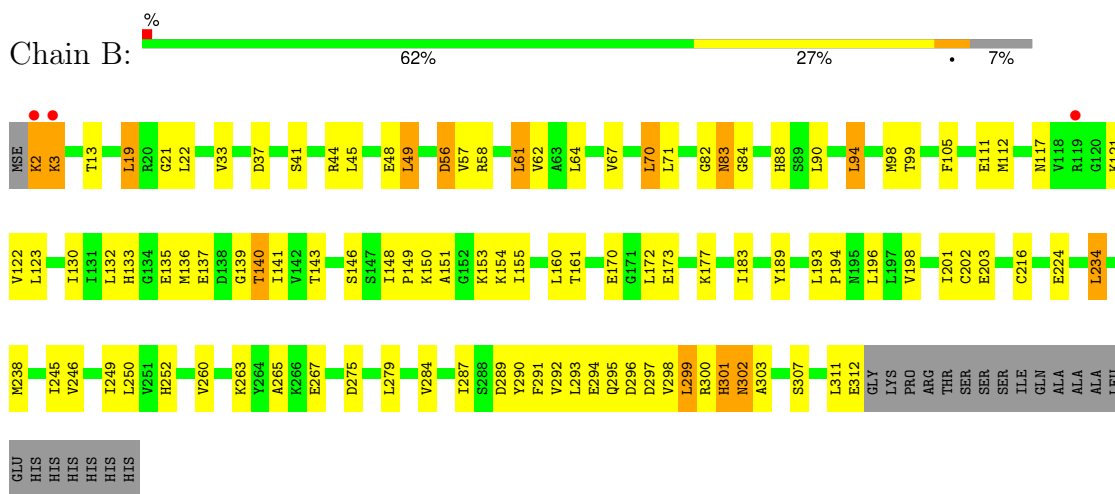 %
Chain B:
62% 27% • 7%
MSE K2 K3 T13 L19 R20 G21 L22 V33 D37 S41 R44 L45 E48 L49 D56 V57 R58 L61 V62 A63 L64 V67 L70 L71 G82 N83 G84 H88 S89 L90 L94 M98 T99 F105 E111 M112 N117 V118 R119 G120 K121
V122 L123 I130 I131 L132 H133 G134 E135 M136 E137 D138 G139 T140 I141 V142 T143 S146 S147 I148 P149 K150 A151 G152 K153 K154 I155 L160 T161 E170 G171 L172 E173 K177 I183 Y189 L193 P194 N195 L196 L197 V198 I201 C202 E203 C216 E224 L234
M238 I245 V246 I249 L250 V251 H252 V260 K263 Y264 A265 K266 E267 D275 L279 V284 I287 S288 D289 Y290 F291 V292 L293 E294 Q295 D296 D297 V298 L299 R300 H301 N302 A303 S307 L311 E312 GLY LYS PRO ARG THR SER SER SER ILE GLN ALA ALA ALA LEU
GLU HIS HIS HIS HIS HIS HIS